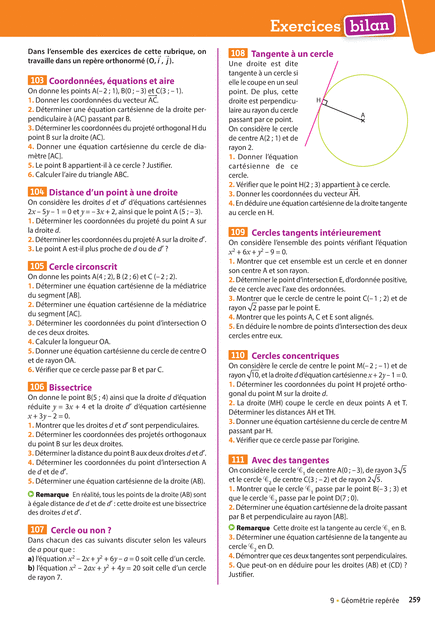 Exercices bilan
Dans l'ensemble des exercices de cette rubrique, on
travaille dans un repère orthonormé (O, i , j ).
103 Coordonnées, équations et aire
On donne les points A(– 2 ; 1), B(0 ; – 3) et C(3 ; – 1).
1. Donner les coordonnées du vecteur AC.
2. Déterminer une équation cartésienne de la droite per-
pendiculaire à (AC) passant par B.
3. Déterminer les coordonnées du projeté orthogonal H du
point B sur la droite (AC).
4. Donner une équation cartésienne du cercle de dia-
mètre [AC].
5. Le point B appartient-il à ce cercle ? Justifier.
6. Calculer l'aire du triangle ABC.
104 Distance d'un point à une droite
On considère les droites d et d' d'équations cartésiennes
2x – 5y – 1 = 0 et y = – 3x + 2, ainsi que le point A (5 ; – 3).
1. Déterminer les coordonnées du projeté du point A sur
la droite d.
2. Déterminer les coordonnées du projeté A sur la droite d'.
3. Le point A est-il plus proche de d ou de d' ?
105 Cercle circonscrit
On donne les points A(4 ; 2), B (2 ; 6) et C (– 2 ; 2).
1. Déterminer une équation cartésienne de la médiatrice
du segment [AB].
2. Déterminer une équation cartésienne de la médiatrice
du segment [AC].
3. Déterminer les coordonnées du point d'intersection O
de ces deux droites.
4. Calculer la longueur OA.
5. Donner une équation cartésienne du cercle de centre O
et de rayon OA.
6. Vérifier que ce cercle passe par B et par C.
106 Bissectrice
On donne le point B(5 ; 4) ainsi que la droite d d'équation
réduite y = 3x + 4 et la droite d' d'équation cartésienne
x + 3y – 2 = 0.
1. Montrer que les droites d et d' sont perpendiculaires.
2. Déterminer les coordonnées des projetés orthogonaux
du point B sur les deux droites.
3. Déterminer la distance du point B aux deux droites d et d'.
4. Déterminer les coordonnées du point d'intersection A
de d et de d'.
5. Déterminer une équation cartésienne de la droite (AB).
Remarque En réalité, tous les points de la droite (AB) sont
à égale distance de d et de d' : cette droite est une bissectrice
des droites d et d'.
107 Cercle ou non ?
Dans chacun des cas suivants discuter selon les valeurs
de a pour que :
a) l'équation x² – 2x + y² + 6y – a = 0 soit celle d'un cercle.
b) l'équation x² – 2ax + y² + 4y = 20 soit celle d'un cercle
de rayon 7.
108 Tangente à un cercle
Une droite est dite
tangente à un cercle si
elle le coupe en un seul
point. De plus, cette
droite est perpendicu-
laire au rayon du cercle
passant par ce point.
On considère le cercle
de centre A(2 ; 1) et de
rayon 2.
1. Donner l'équation
cartésienne de ce
cercle.
H
A
2. Vérifier que le point H(2 ; 3) appartient à ce cercle.
3. Donner les coordonnées du vecteur AH.
4. En déduire une équation cartésienne de la droite tangente
au cercle en H.
109 Cercles tangents intérieurement
On considère l'ensemble des points vérifiant l'équation
x² + 6x + y² – 9 = 0.
1. Montrer que cet ensemble est un cercle et en donner
son centre A et son rayon.
2. Déterminer le point d'intersection E, d'ordonnée positive,
de ce cercle avec l'axe des ordonnées.
3. Montrer que le cercle de centre le point C(–1 ; 2) et de
rayon √2 passe par le point E.
4. Montrer que les points A, C et E sont alignés.
5. En déduire le nombre de points d'intersection des deux
cercles entre eux.
110 Cercles concentriques
On considère le cercle de centre le point M(– 2 ; – 1) et de
rayon √10, et la droite d d'équation cartésienne x + 2y – 1 = 0.
1. Déterminer les coordonnées du point H projeté ortho-
gonal du point M sur la droite d.
2. La droite (MH) coupe le cercle en deux points A et T.
Déterminer les distances AH et TH.
3. Donner une équation cartésienne du cercle de centre M
passant par H.
4. Vérifier que ce cercle passe par l'origine.
111 Avec des tangentes
On considère le cercle 𝒞₁ de centre A(0 ; – 3), de rayon 3√5
et le cercle 𝒞₂ de centre C(3 ; – 2) et de rayon 2√5.
1. Montrer que le cercle 𝒞₁ passe par le point B(– 3 ; 3) et
que le cercle 𝒞₂ passe par le point D(7 ; 0).
2. Déterminer une équation cartésienne de la droite passant
par B et perpendiculaire au rayon [AB].
Remarque Cette droite est la tangente au cercle 𝒞₁ en B.
3. Déterminer une équation cartésienne de la tangente au
cercle 𝒞₂ en D.
4. Démontrer que ces deux tangentes sont perpendiculaires.
5. Que peut-on en déduire pour les droites (AB) et (CD) ?
Justifier.
9 • Géométrie repérée 259